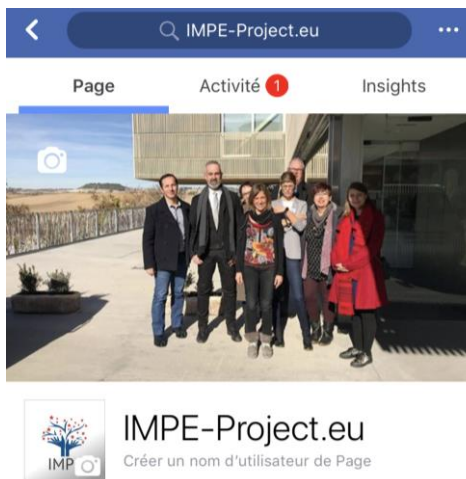 IMPE-Project.eu
Page
Activité 1
Insights
IMPE-Project.eu
Créer un nom d'utilisateur de Page
IMP